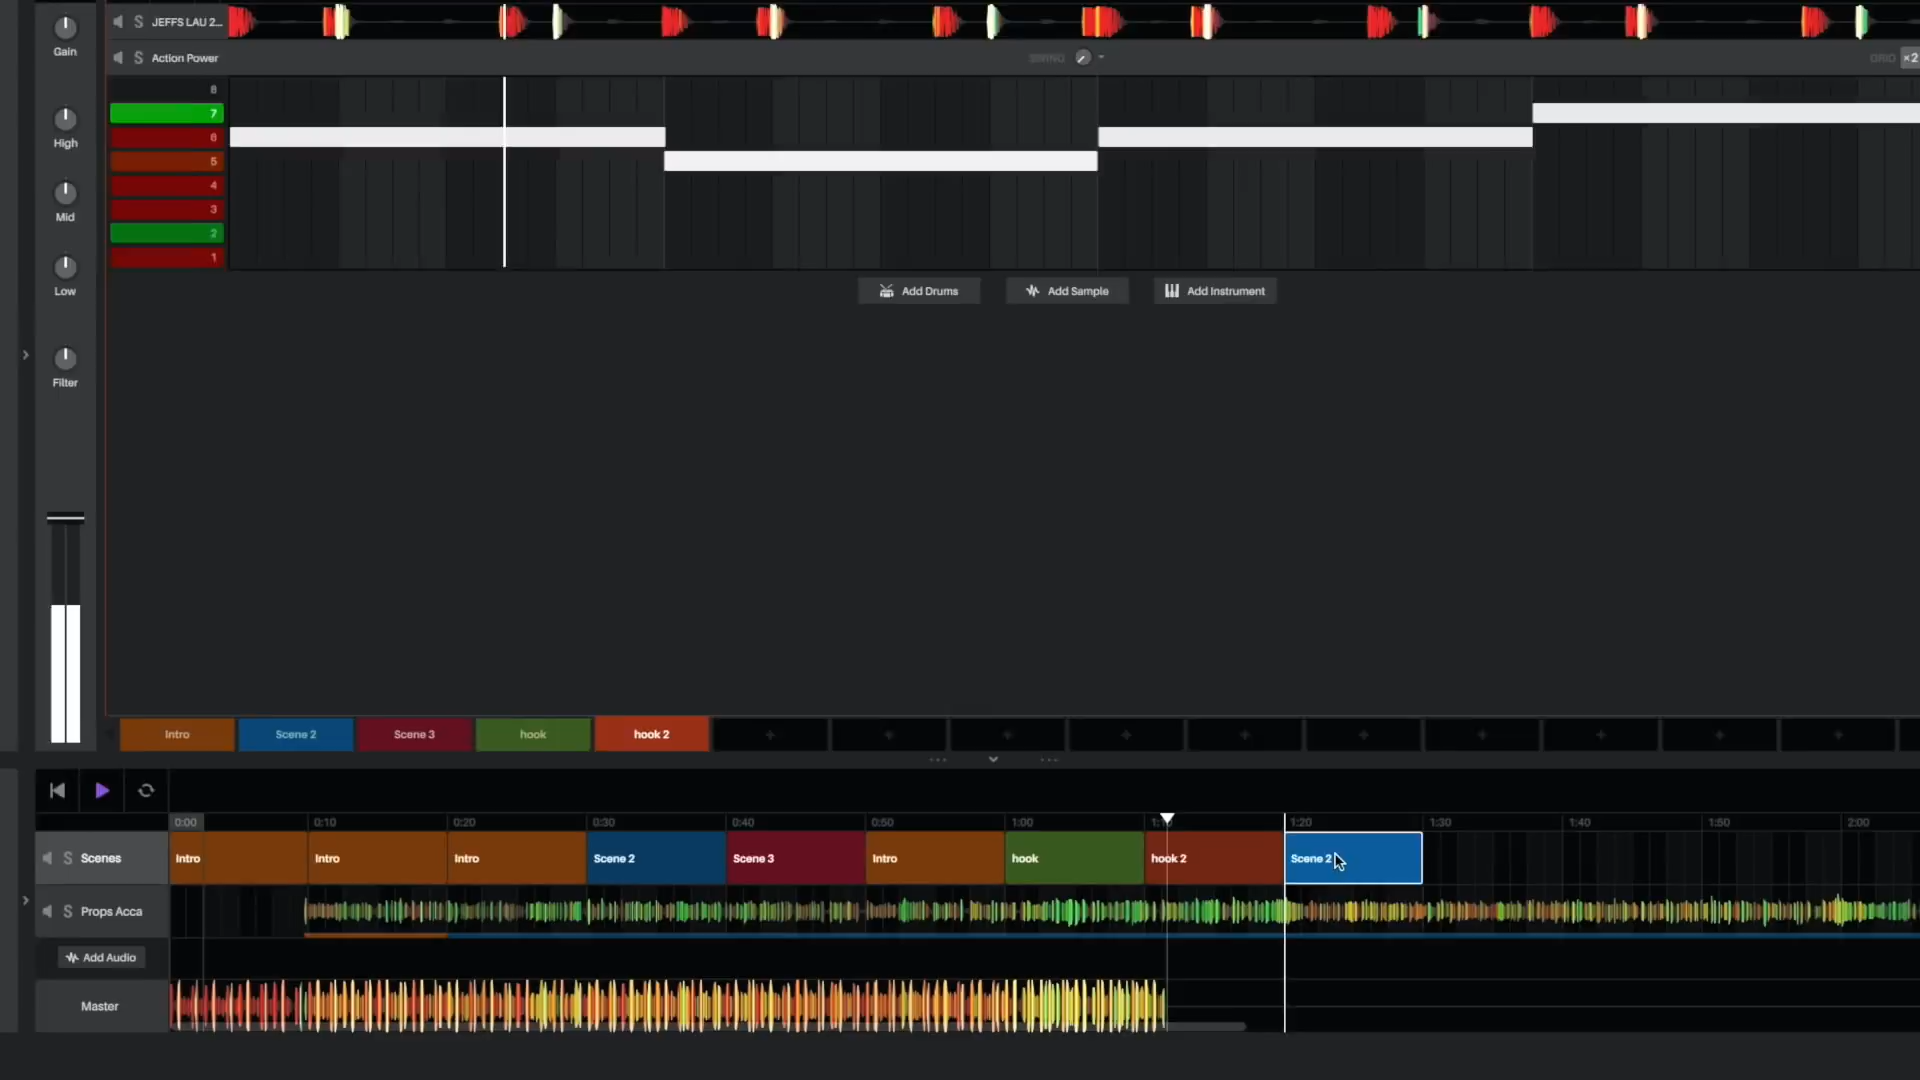 Gain
High
Mid
Low
Filter
S JEFFS LAU 2...
S Action Power
SWING
GRID ×2
8
7
6
5
4
3
2
1
Add Drums
Add Sample
Add Instrument
Intro
Scene 2
Scene 3
hook
hook 2
0:00 0:10 0:20 0:30 0:40 0:50 1:00 1:20 1:30 1:40 1:50 2:00
S Scenes
Intro Intro Intro Scene 2 Scene 3 Intro hook hook 2 Scene 2
S Props Acca
Add Audio
Master